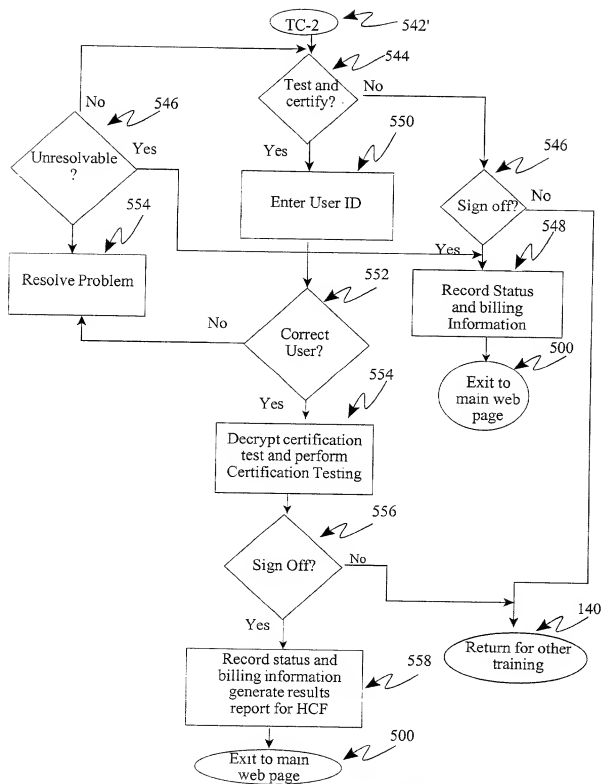 TC-2
542'
544
Test and
certify?
No
No
546
Unresolvable
?
Yes
550
Yes
546
554
Enter User ID
Sign off?
No
Yes
548
Resolve Problem
552
Record Status
and billing
Information
No
Correct
User?
500
Exit to
main web
page
Yes
554
Decrypt certification
test and perform
Certification Testing
556
Sign Off?
No
140
Yes
Return for other
training
Record status and
billing information
generate results
report for HCF
558
500
Exit to main
web page